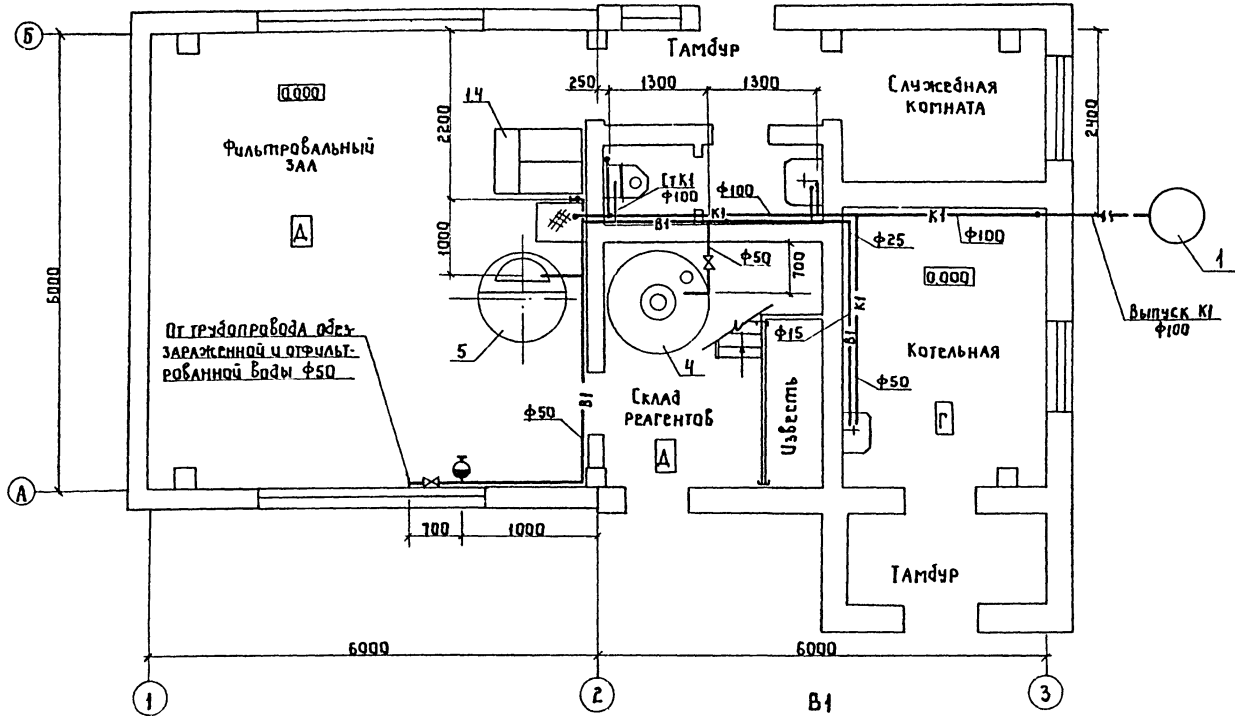 Б
Тамбур
0.000
Фильтровальный
зал
14
2200
250
1300
1300
Служебная
комната
2400
Ст К1
ф100
ф100
К1
В1
К1
ф100
1
Д
1000
ф50
700
ф25
0.000
Выпуск К1
ф100
6000
От трубопровода обез-
зараженной и отфильт-
рованной воды ф50
5
4
ф15
К1
В1
Котельная
ф50
Склад
реагентов
Известь
В1
ф50
Д
Г
А
700
1000
Тамбур
6000
6000
1
2
3
В1